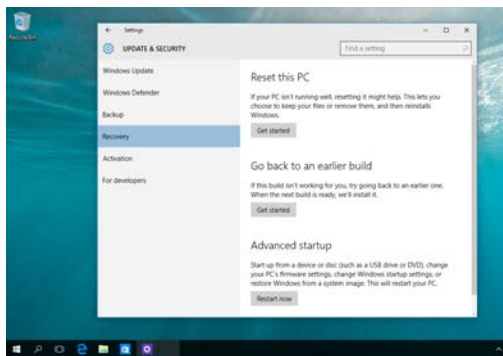 Recycle Bin
Settings
UPDATE & SECURITY
Find a setting
Windows Update
Windows Defender
Backup
Recovery
Activation
For developers
Reset this PC
If your PC isn't running well, resetting it might help. This lets you
choose to keep your files or remove them, and then reinstalls
Windows.
Get started
Go back to an earlier build
If this build isn't working for you, try going back to an earlier one.
When the next build is ready, we'll install it.
Get started
Advanced startup
Start up from a device or disc (such as a USB drive or DVD), change
your PC's firmware settings, change Windows startup settings, or
restore Windows from a system image. This will restart your PC.
Restart now